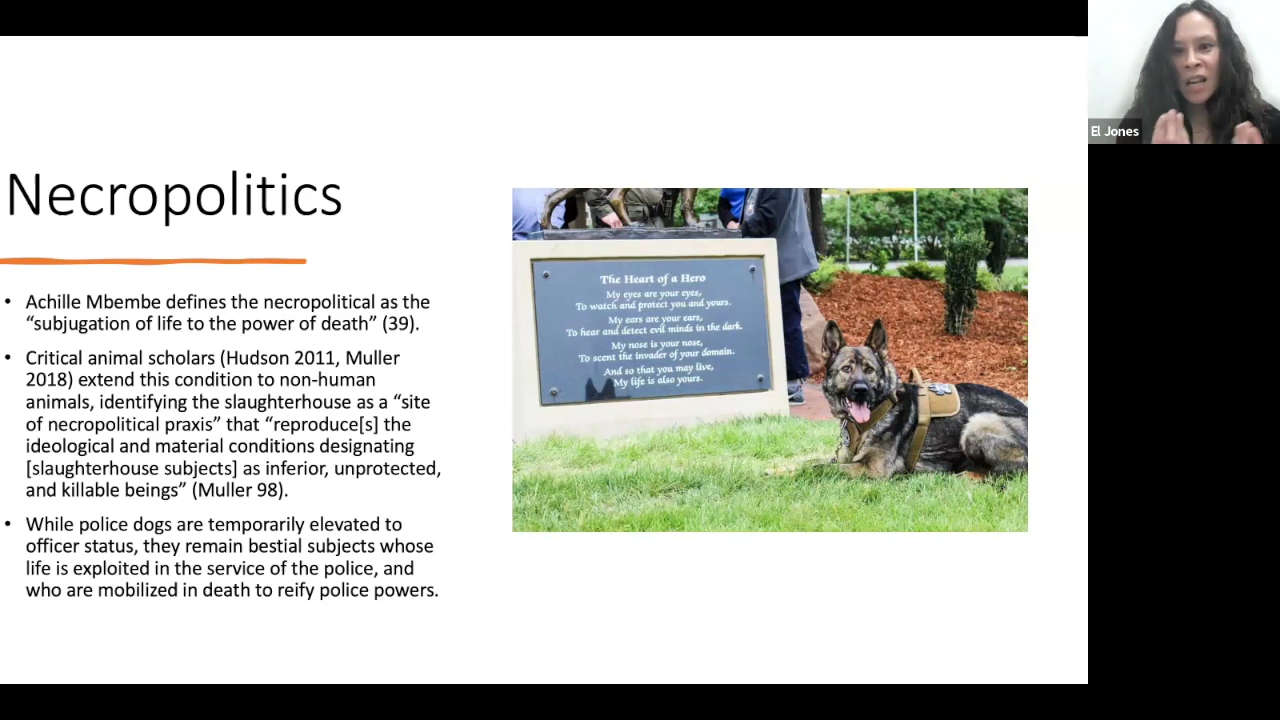 Necropolitics
• Achille Mbembe defines the necropolitical as the
“subjugation of life to the power of death” (39).
• Critical animal scholars (Hudson 2011, Muller
2018) extend this condition to non-human
animals, identifying the slaughterhouse as a “site
of necropolitical praxis” that “reproduce[s] the
ideological and material conditions designating
[slaughterhouse subjects] as inferior, unprotected,
and killable beings” (Muller 98).
• While police dogs are temporarily elevated to
officer status, they remain bestial subjects whose
life is exploited in the service of the police, and
who are mobilized in death to reify police powers.
The Heart of a Hero
My eyes are your eyes,
To watch and protect you and yours.
My ears are your ears,
To hear and detect evil minds in the dark.
My nose is your nose,
To scent the invader of your domain.
And so that you may live,
My life is also yours.
El Jones